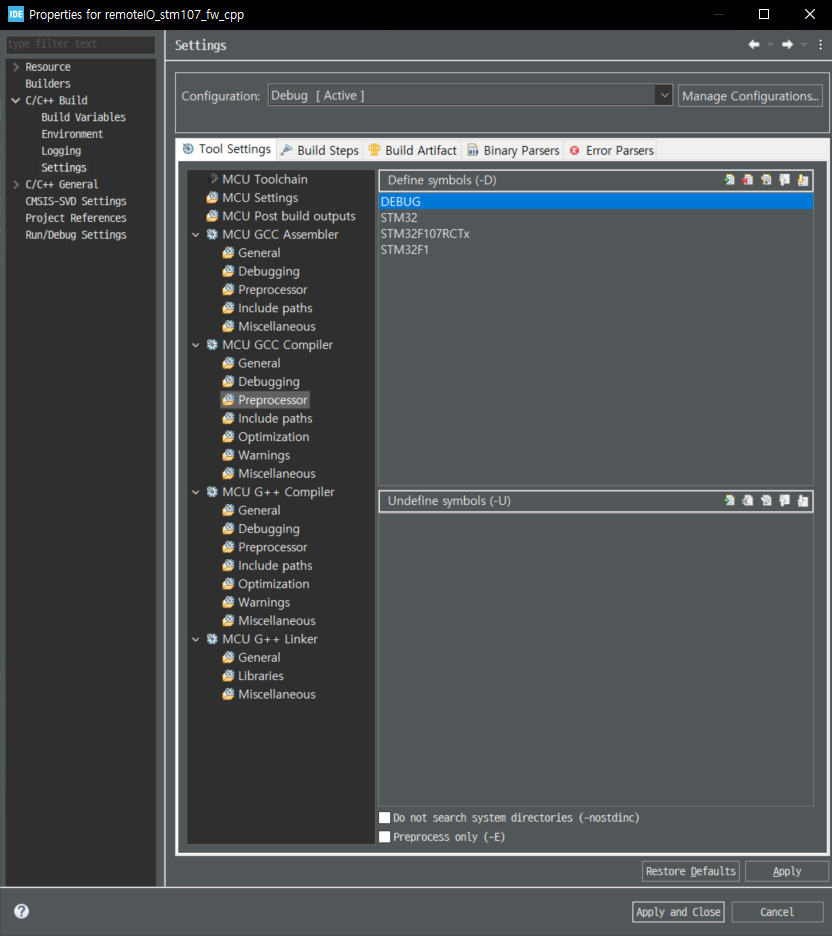 IDE Properties for remoteIO_stm107_fw_cpp
type filter text
Resource
Builders
C/C++ Build
Build Variables
Environment
Logging
Settings
C/C++ General
CMSIS-SVD Settings
Project References
Run/Debug Settings
Settings
Configuration: Debug [ Active ] Manage Configurations...
Tool Settings Build Steps Build Artifact Binary Parsers Error Parsers
MCU Toolchain
MCU Settings
MCU Post build outputs
MCU GCC Assembler
General
Debugging
Preprocessor
Include paths
Miscellaneous
MCU GCC Compiler
General
Debugging
Preprocessor
Include paths
Optimization
Warnings
Miscellaneous
MCU G++ Compiler
General
Debugging
Preprocessor
Include paths
Optimization
Warnings
Miscellaneous
MCU G++ Linker
General
Libraries
Miscellaneous
Define symbols (-D)
DEBUG
STM32
STM32F107RCTx
STM32F1
Undefine symbols (-U)
Do not search system directories (-nostdinc)
Preprocess only (-E)
Restore Defaults Apply
? Apply and Close Cancel